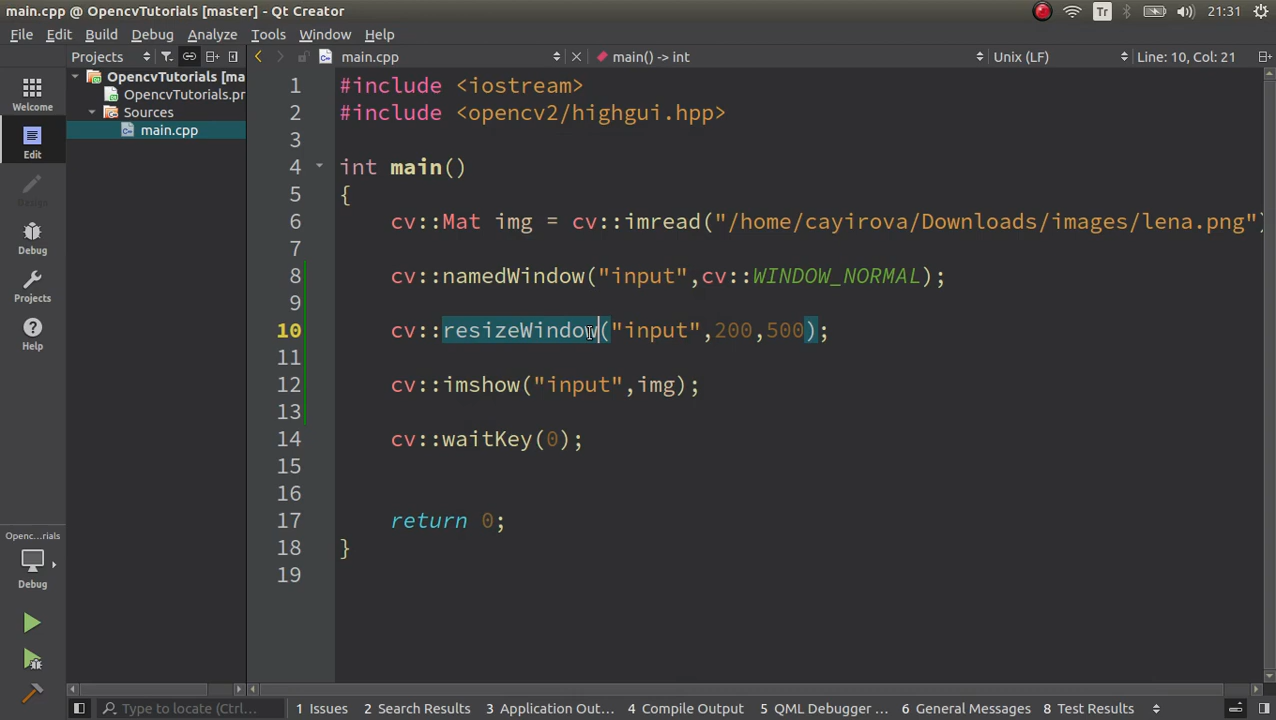 main.cpp @ OpencvTutorials [master] - Qt Creator
Tr
21:31
File Edit Build Debug Analyze Tools Window Help
Projects
main.cpp
main() -> int
Unix (LF)
Line: 10, Col: 21
OpencvTutorials [ma
OpencvTutorials.pr
Sources
main.cpp
Welcome
Edit
Design
Debug
Projects
Help
Openc...rials
Debug
1 #include <iostream>
2 #include <opencv2/highgui.hpp>
3
4 int main()
5 {
6 cv::Mat img = cv::imread("/home/cayirova/Downloads/images/lena.png")
7
8 cv::namedWindow("input",cv::WINDOW_NORMAL);
9
10 cv::resizeWindow("input",200,500);
11
12 cv::imshow("input",img);
13
14 cv::waitKey(0);
15
16
17 return 0;
18 }
19
Type to locate (Ctrl...
1 Issues 2 Search Results 3 Application Out... 4 Compile Output 5 QML Debugger ... 6 General Messages 8 Test Results